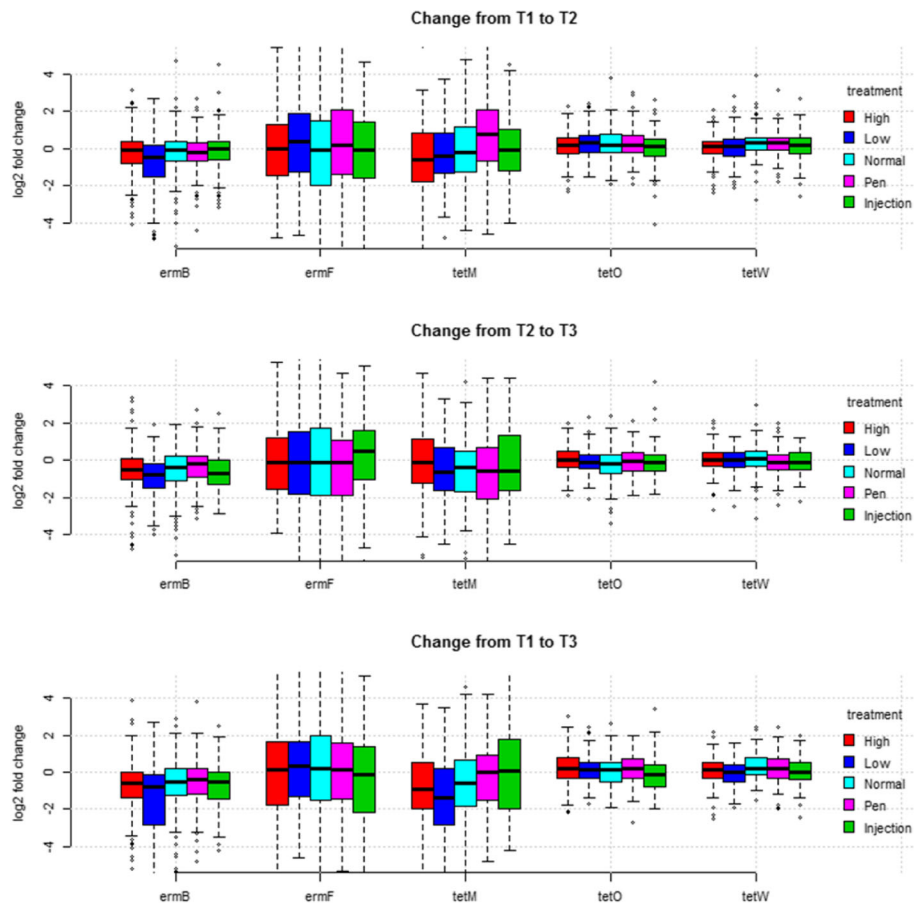 Change from T1 to T2
log2 fold change
4
2
0
-2
-4
ermB ermF tetM tetO tetW
treatment
High
Low
Normal
Pen
Injection
Change from T2 to T3
log2 fold change
4
2
0
-2
-4
ermB ermF tetM tetO tetW
treatment
High
Low
Normal
Pen
Injection
Change from T1 to T3
log2 fold change
4
2
0
-2
-4
ermB ermF tetM tetO tetW
treatment
High
Low
Normal
Pen
Injection